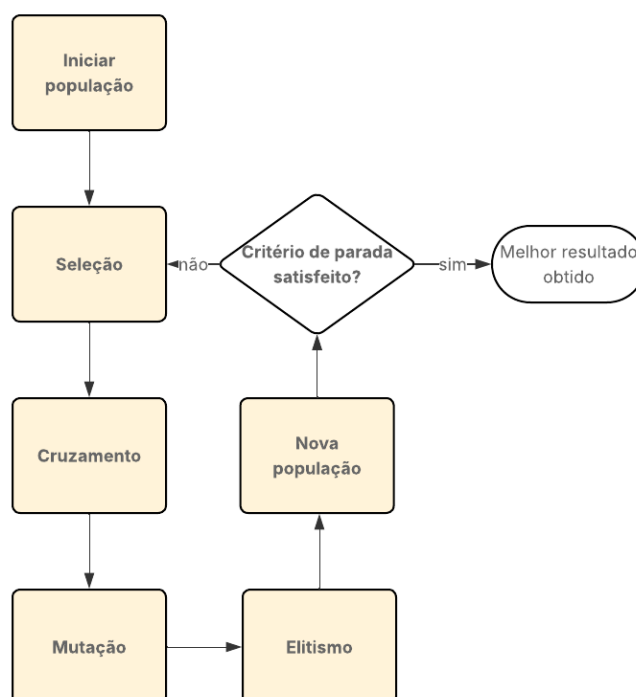 Iniciar
população
Seleção
não
Critério de parada
satisfeito?
sim
Melhor resultado
obtido
Cruzamento
Nova
população
Mutação
Elitismo